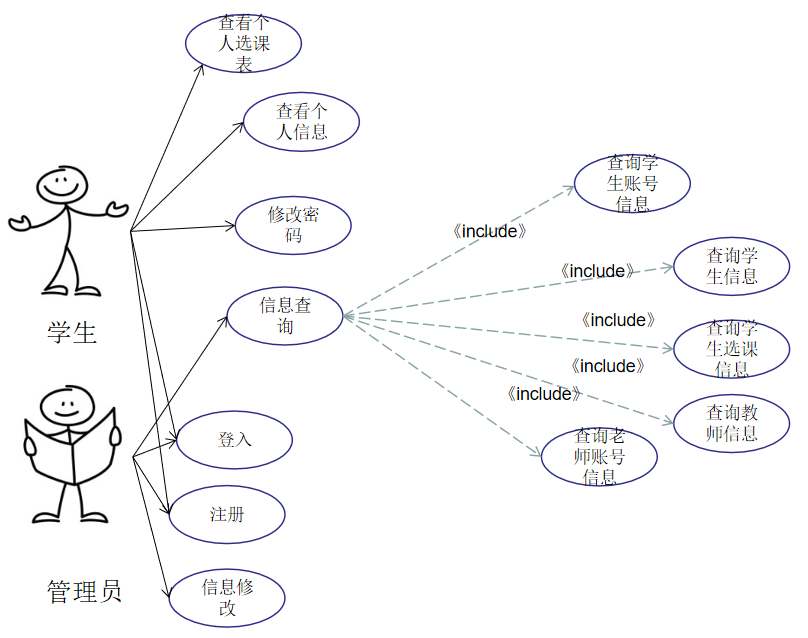 查看个
人选课
表
查看个
人信息
修改密
码
信息查
询
登入
注册
信息修
改
学生
管理员
《include》
《include》
《include》
《include》
《include》
查询学
生账号
信息
查询学
生信息
查询学
生选课
信息
查询教
师信息
查询老
师账号
信息